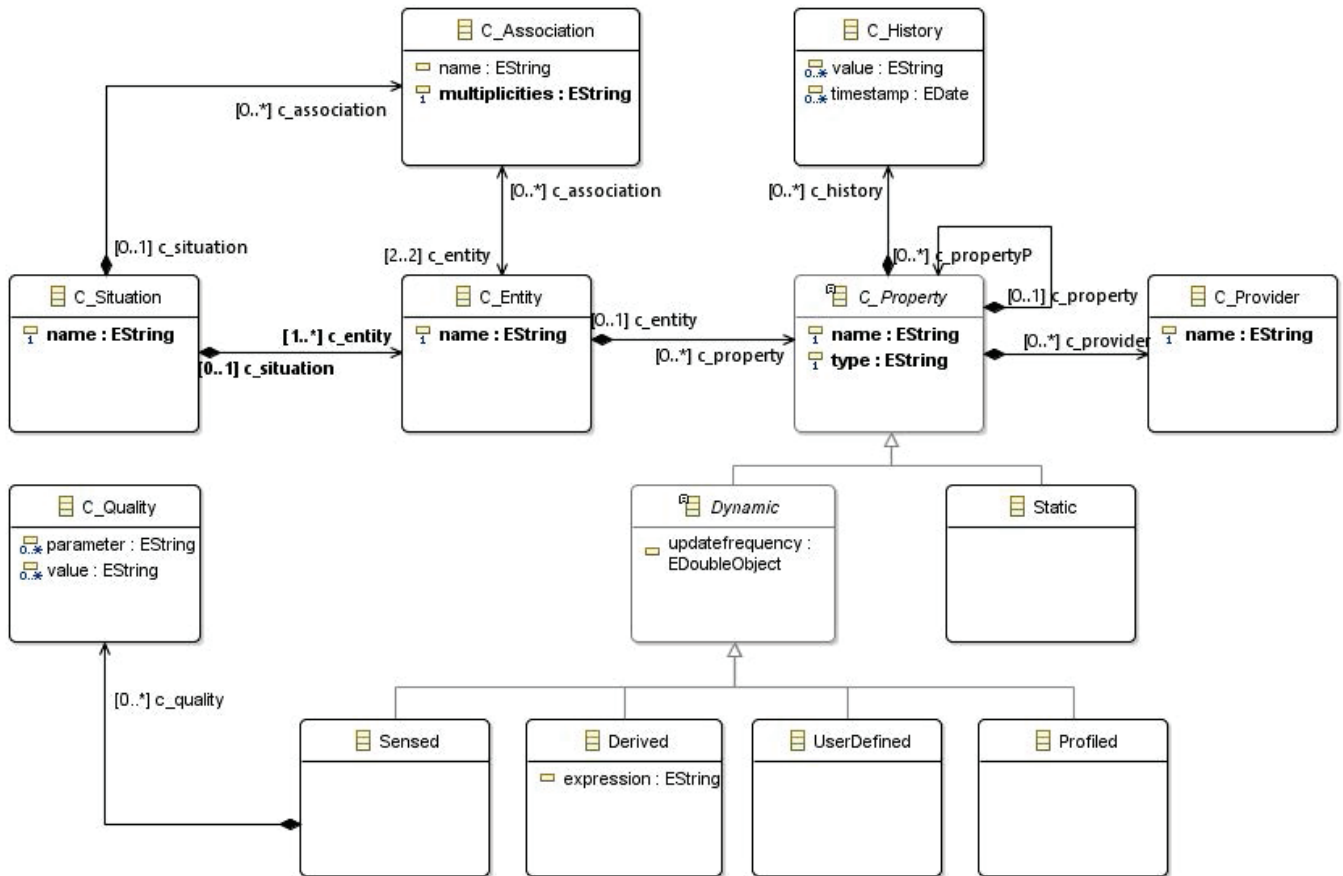 C_Association
name : EString
1 multiplicities : EString
C_History
0..* value : EString
0..* timestamp : EDate
[0..*] c_association
[0..*] c_association
[0..*] c_history
[0..1] c_situation
[2..2] c_entity
[0..*] c_propertyP
C_Situation
1 name : EString
[1..*] c_entity
[0..1] c_situation
C_Entity
1 name : EString
[0..1] c_entity
[0..*] c_property
C_Property
1 name : EString
1 type : EString
[0..1] c_property
[0..*] c_provider
C_Provider
1 name : EString
C_Quality
0..* parameter : EString
0..* value : EString
Dynamic
updatefrequency :
EDoubleObject
Static
[0..*] c_quality
Sensed
Derived
expression : EString
UserDefined
Profiled